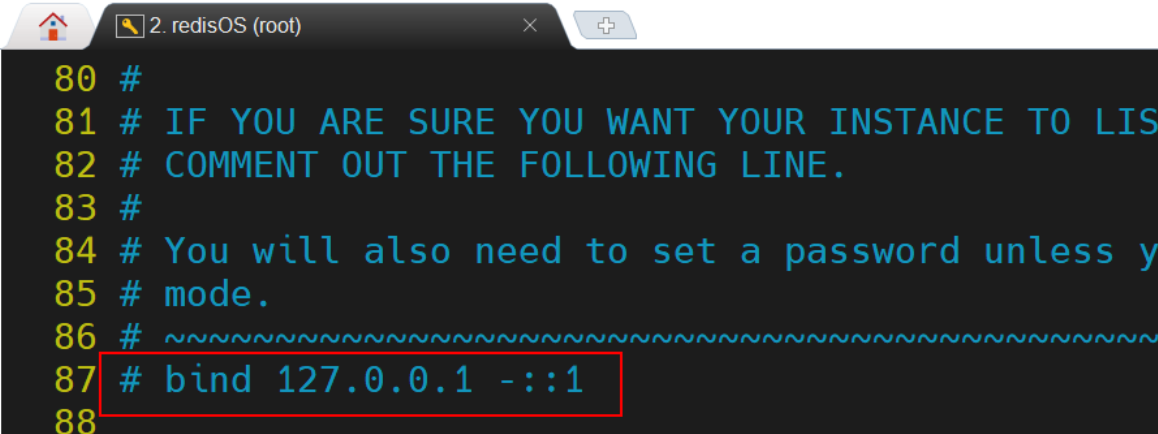 2. redisOS (root)
80 #
81 # IF YOU ARE SURE YOU WANT YOUR INSTANCE TO LIS
82 # COMMENT OUT THE FOLLOWING LINE.
83 #
84 # You will also need to set a password unless y
85 # mode.
86 # ~~~~~~~~~~~~~~~~~~~~~~~~~~~~~~~~~~~~~~~~~~~~~
87 # bind 127.0.0.1 -::1
88